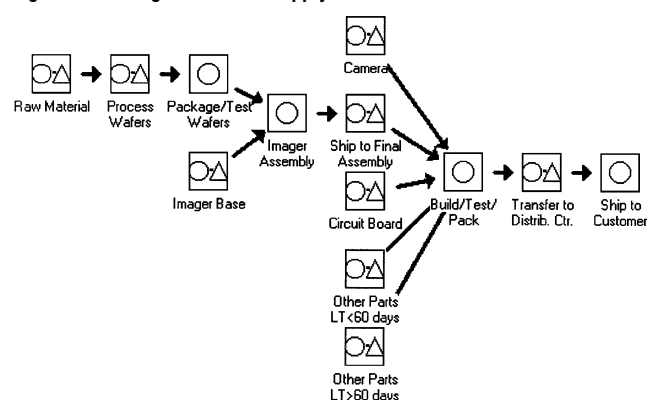 Camera
Raw Material
Process
Wafers
Package/Test
Wafers
Imager
Assembly
Ship to Final
Assembly
Imager Base
Circuit Board
Build/Test/
Pack
Transfer to
Distrib. Ctr.
Ship to
Customer
Other Parts
LT<60 days
Other Parts
LT>60 days